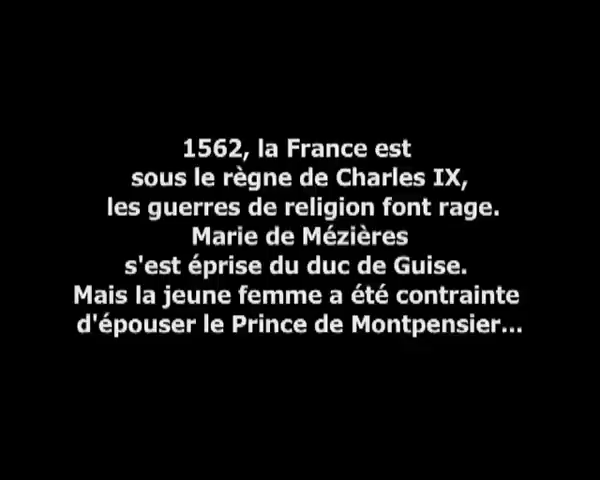 1562, la France est
sous le règne de Charles IX,
les guerres de religion font rage.
Marie de Mézières
s'est éprise du duc de Guise.
Mais la jeune femme a été contrainte
d'épouser le Prince de Montpensier...